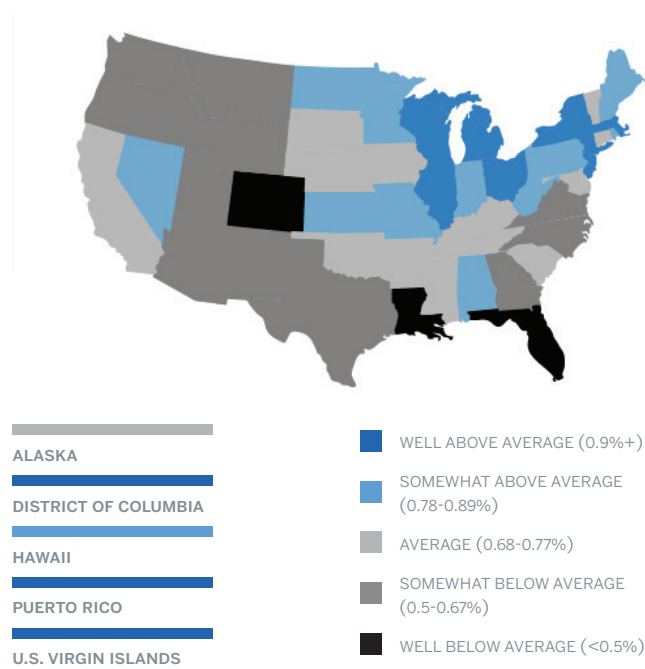 ALASKA
DISTRICT OF COLUMBIA
HAWAII
PUERTO RICO
U.S. VIRGIN ISLANDS
WELL ABOVE AVERAGE (0.9%+)
SOMEWHAT ABOVE AVERAGE
(0.78-0.89%)
AVERAGE (0.68-0.77%)
SOMEWHAT BELOW AVERAGE
(0.5-0.67%)
WELL BELOW AVERAGE (<0.5%)